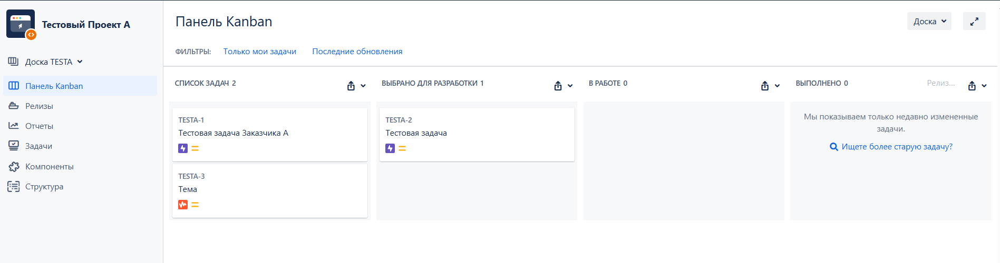 Тестовый Проект А
Доска TESTA
Панель Kanban
Релизы
Отчеты
Задачи
Компоненты
Структура
Панель Kanban
Доска
ФИЛЬТРЫ: Только мои задачи Последние обновления
СПИСОК ЗАДАЧ 2
TESTA-1
Тестовая задача Заказчика А
TESTA-3
Тема
ВЫБРАНО ДЛЯ РАЗРАБОТКИ 1
TESTA-2
Тестовая задача
В РАБОТЕ 0
ВЫПОЛНЕНО 0 Релиз...
Мы показываем только недавно измененные
задачи.
Ищете более старую задачу?